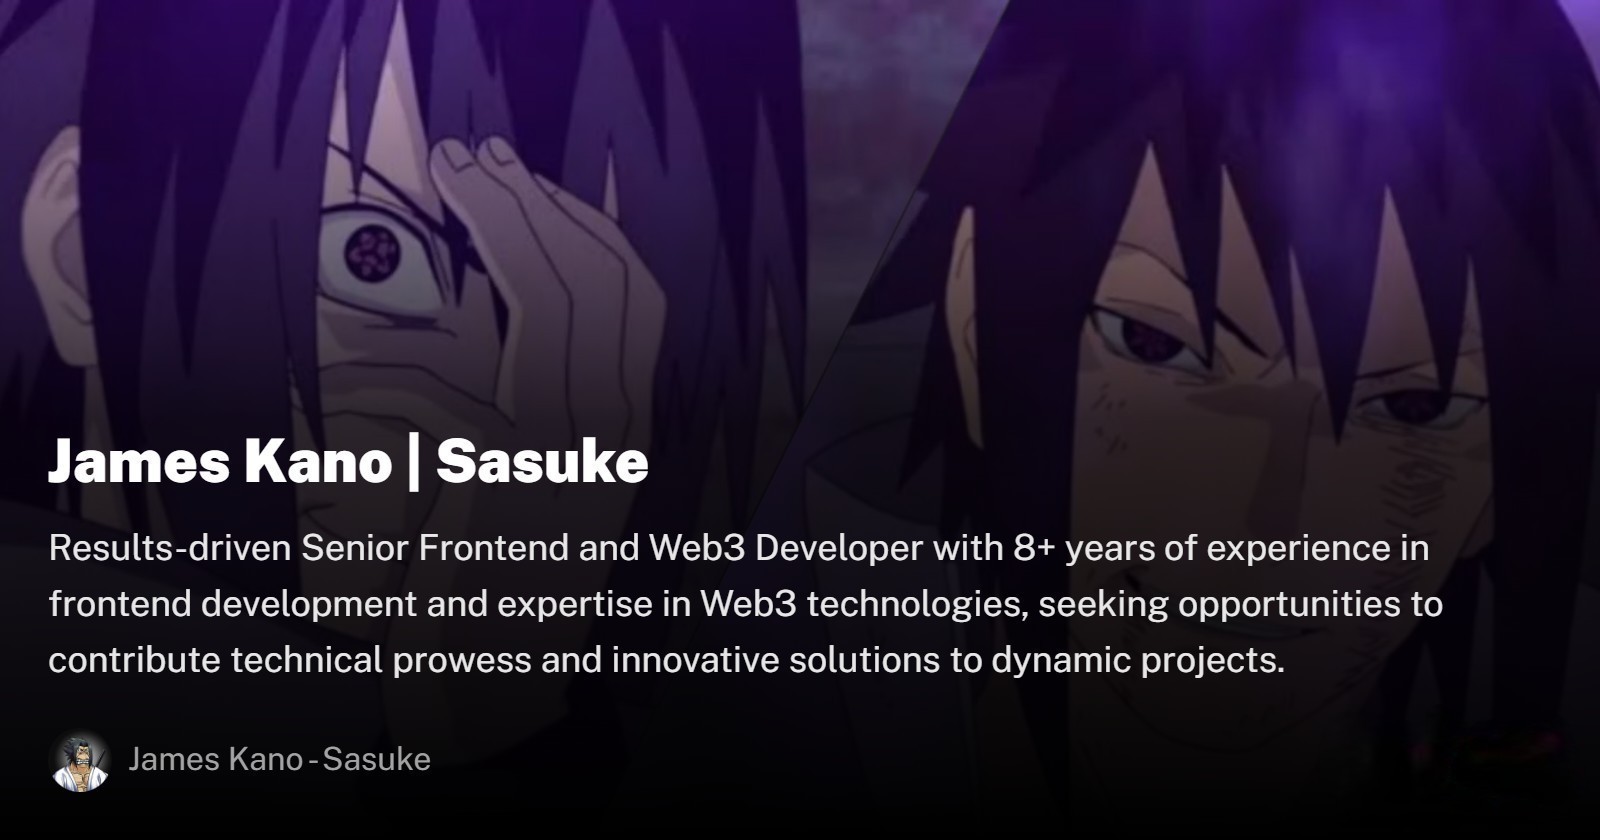 James Kano | Sasuke
Results-driven Senior Frontend and Web3 Developer with 8+ years of experience in
frontend development and expertise in Web3 technologies, seeking opportunities to
contribute technical prowess and innovative solutions to dynamic projects.
James Kano - Sasuke